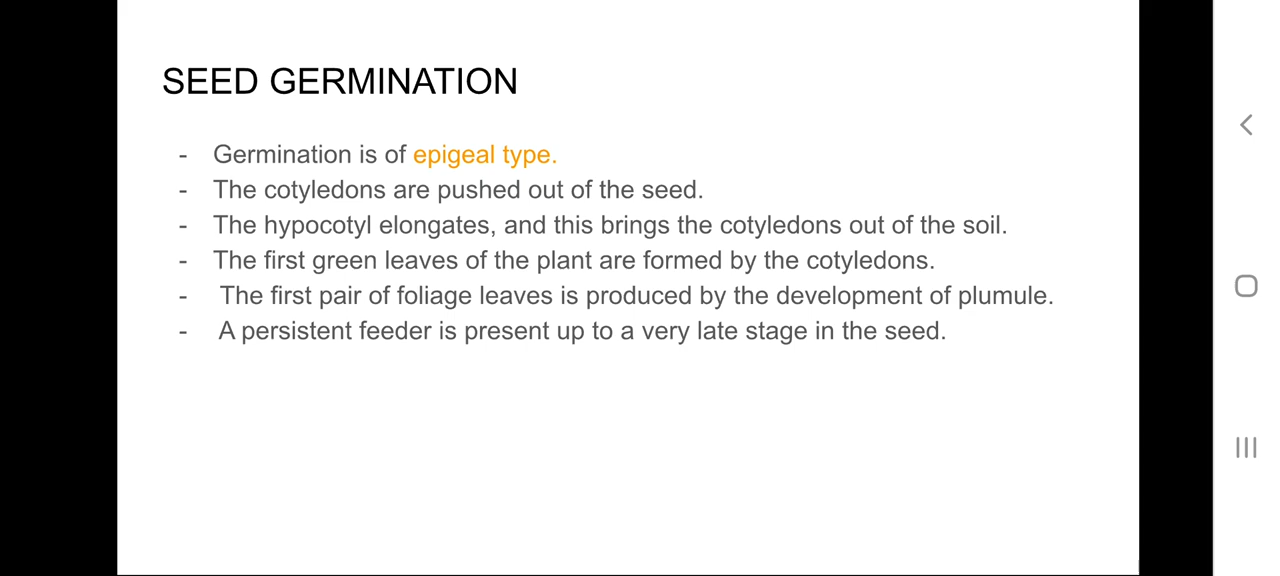 SEED GERMINATION
- Germination is of epigeal type.
- The cotyledons are pushed out of the seed.
- The hypocotyl elongates, and this brings the cotyledons out of the soil.
- The first green leaves of the plant are formed by the cotyledons.
- The first pair of foliage leaves is produced by the development of plumule.
- A persistent feeder is present up to a very late stage in the seed.